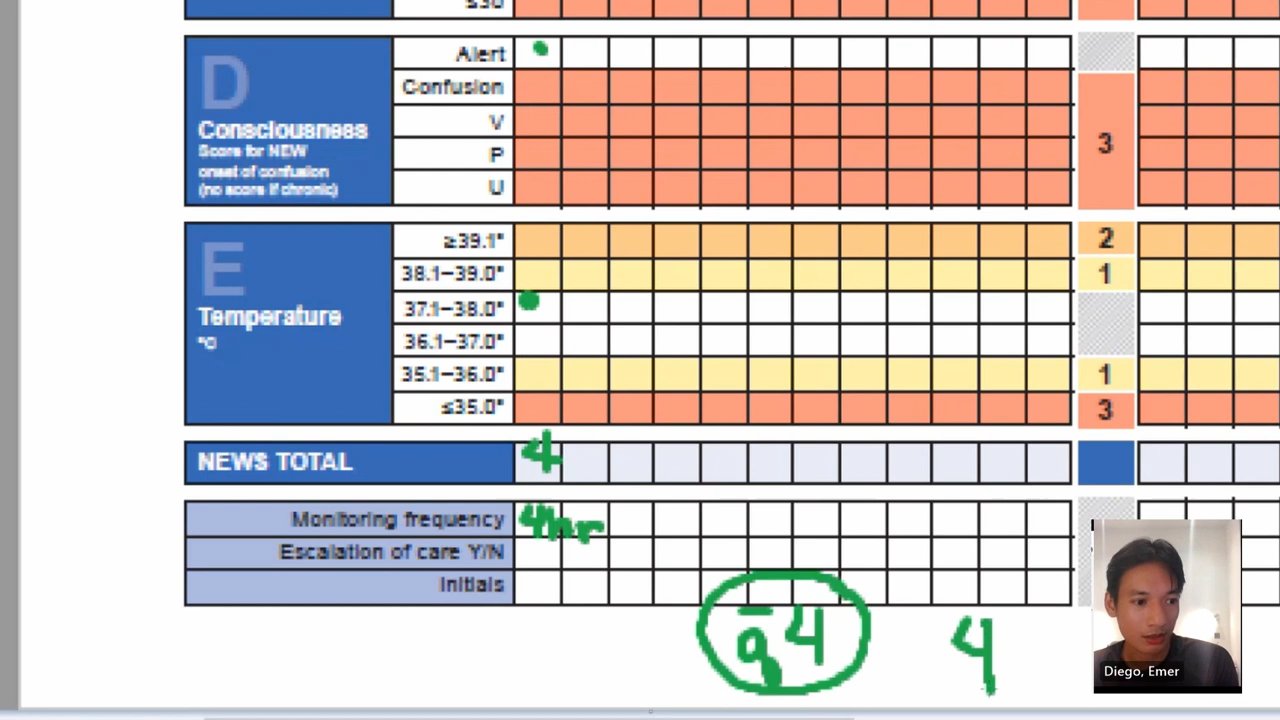 ≤30
D
Consciousness
Score for NEW
onset of confusion
(no score if chronic)
Alert
Confusion
V
P
U
3
E
Temperature
°C
≥39.1°
38.1–39.0°
37.1–38.0°
36.1–37.0°
35.1–36.0°
≤35.0°
2
1
1
3
NEWS TOTAL
4
Monitoring frequency
4hr
Escalation of care Y/N
Initials
q̄4
4
Diego, Emer